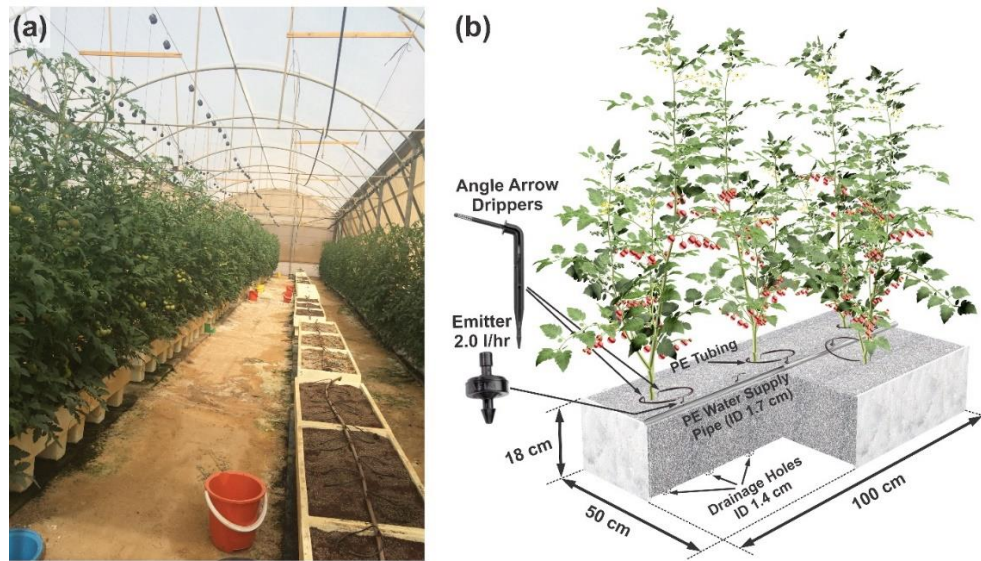 (a)
(b)
Angle Arrow
Drippers
Emitter
2.0 l/hr
PE Tubing
PE Water Supply
Pipe (ID 1.7 cm)
18 cm
Drainage Holes
ID 1.4 cm
50 cm
100 cm